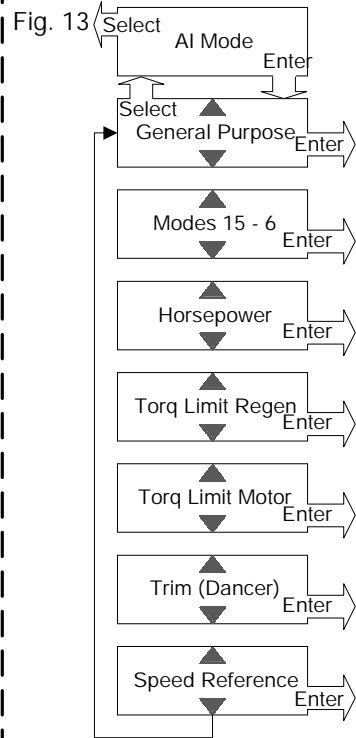 Fig. 13
Select
AI Mode
Enter
Select
General Purpose
Enter
Modes 15 - 6
Enter
Horsepower
Enter
Torq Limit Regen
Enter
Torq Limit Motor
Enter
Trim (Dancer)
Enter
Speed Reference
Enter